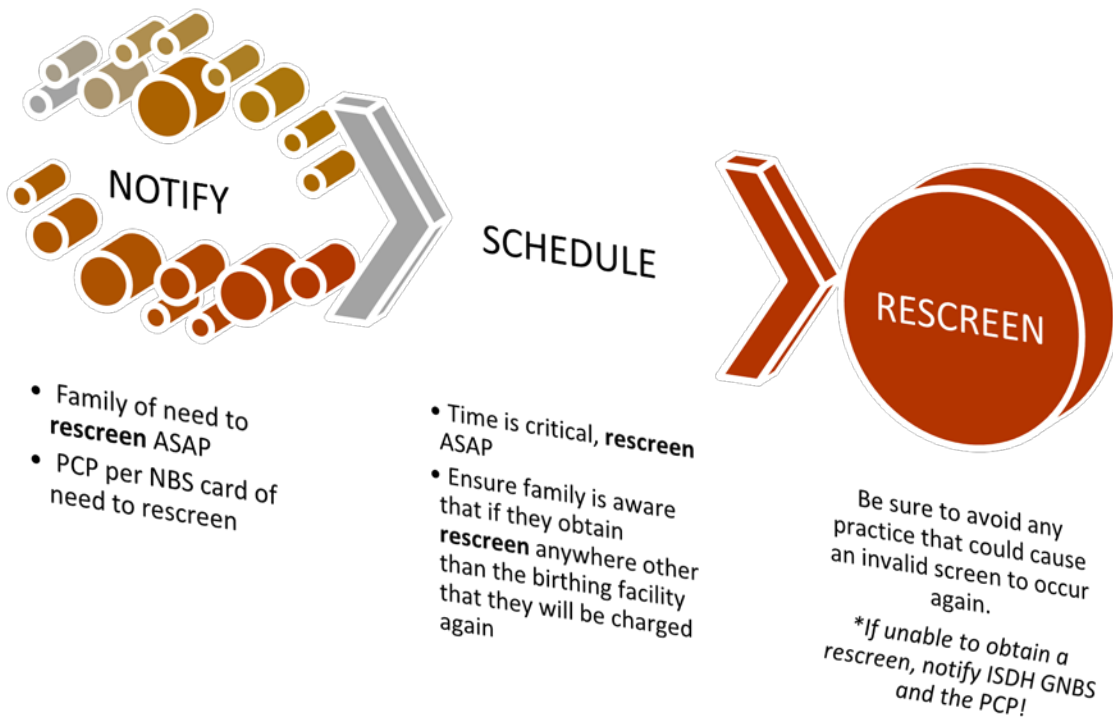 NOTIFY
• Family of need to
rescreen ASAP
• PCP per NBS card of
need to rescreen
SCHEDULE
• Time is critical, rescreen
ASAP
• Ensure family is aware
that if they obtain
rescreen anywhere other
than the birthing facility
that they will be charged
again
RESCREEN
Be sure to avoid any
practice that could cause
an invalid screen to occur
again.
*If unable to obtain a
rescreen, notify ISDH GNBS
and the PCP!